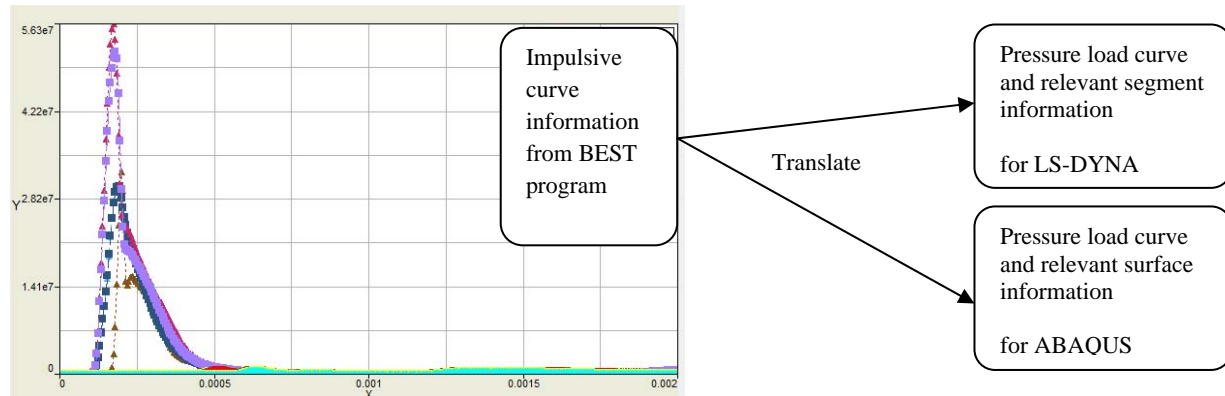 5.63e7
4.22e7
2.82e7
Y
1.41e7
0
0
0.0005
0.001
0.0015
0.002
X
Impulsive
curve
information
from BEST
program
Translate
Pressure load curve
and relevant segment
information
for LS-DYNA
Pressure load curve
and relevant surface
information
for ABAQUS